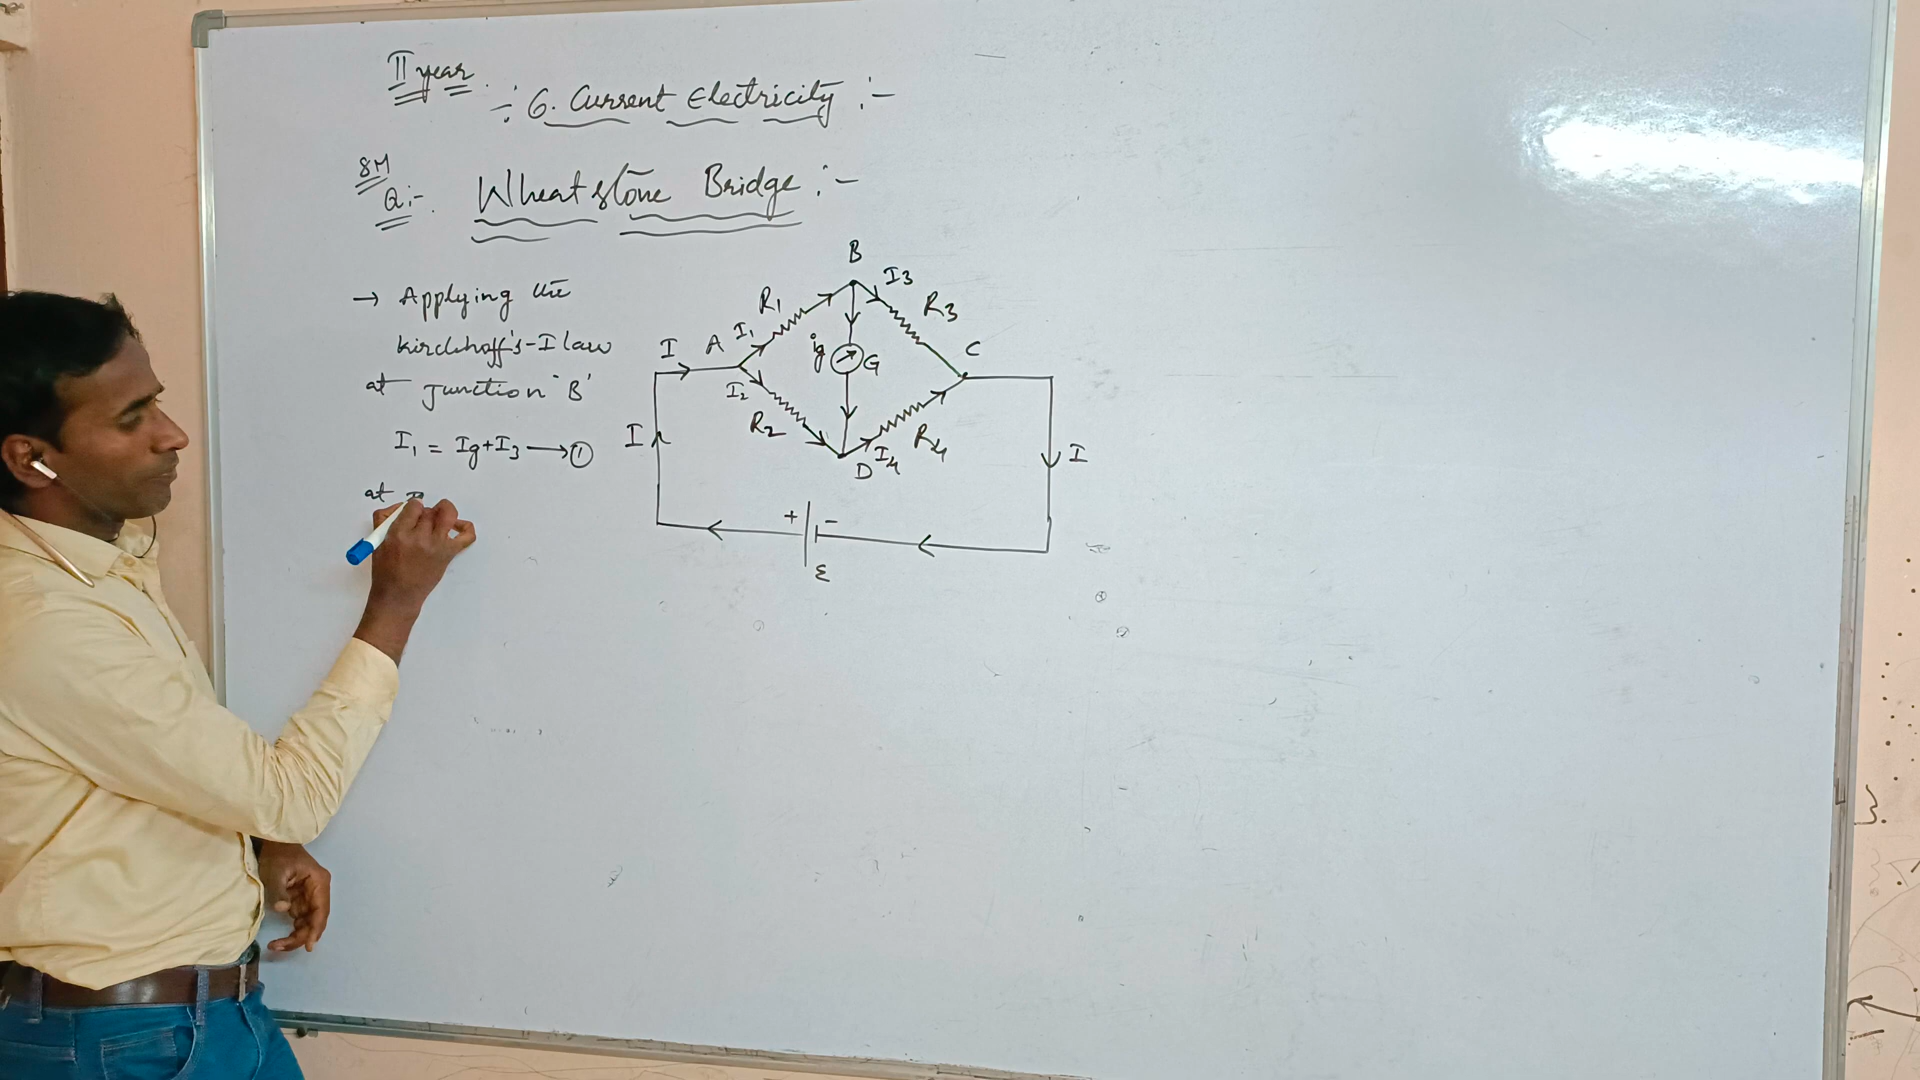 II year
:- 6. Current Electricity :-
8M
Q:- Wheatstone Bridge :-
→ Applying the
Kirchhoff's-I law
at Junction 'B'
I₁ = Ig+I₃ ⟶ ①
at
B
I₃
R₁
R₃
I₁
A
I
ig
G
C
I₂
R₂
I
R₄
I₄
D
I
+ -
ε